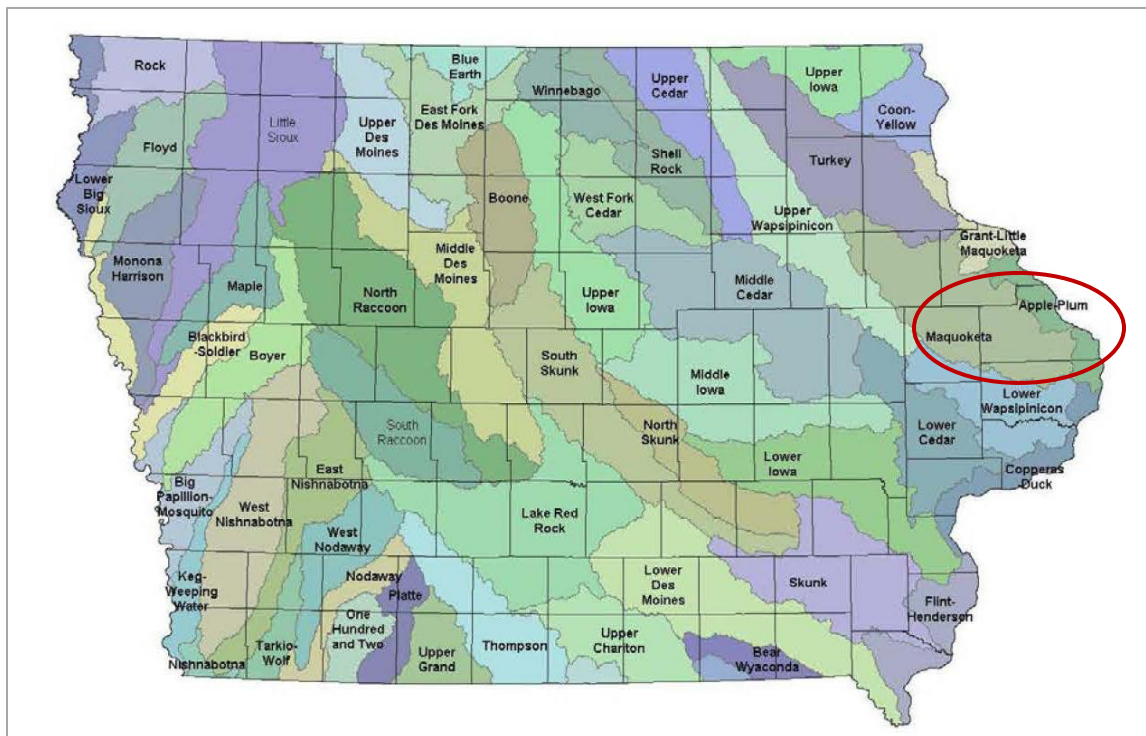 Rock
Little
Sioux
Upper
Des
Moines
Blue
Earth
East Fork
Des Moines
Winnebago
Upper
Cedar
Upper
Iowa
Coon-
Yellow
Floyd
Lower
Big
Sioux
Boone
Shell
Rock
Turkey
West Fork
Cedar
Upper
Wapsipinicon
Grant-Little
Maquoketa
Monona
Harrison
Maple
North
Raccoon
Middle
Des
Moines
Upper
Iowa
Middle
Cedar
Apple-Plum
Maquoketa
Blackbird
-Soldier
Boyer
South
Skunk
Middle
Iowa
Lower
Wapsipinicon
South
Raccoon
North
Skunk
Lower
Cedar
Lower
Iowa
Copperas
-Duck
East
Nishnabotna
Big
Papillion-
Mosquito
West
Nishnabotna
Lake Red
Rock
West
Nodaway
Keg-
Weeping
Water
Nodaway
Platte
Lower
Des
Moines
Skunk
Flint-
Henderson
One
Hundred
and Two
Tarkio-
Wolf
Nishnabotna
Upper
Grand
Thompson
Upper
Chariton
Bear
Wyaconda